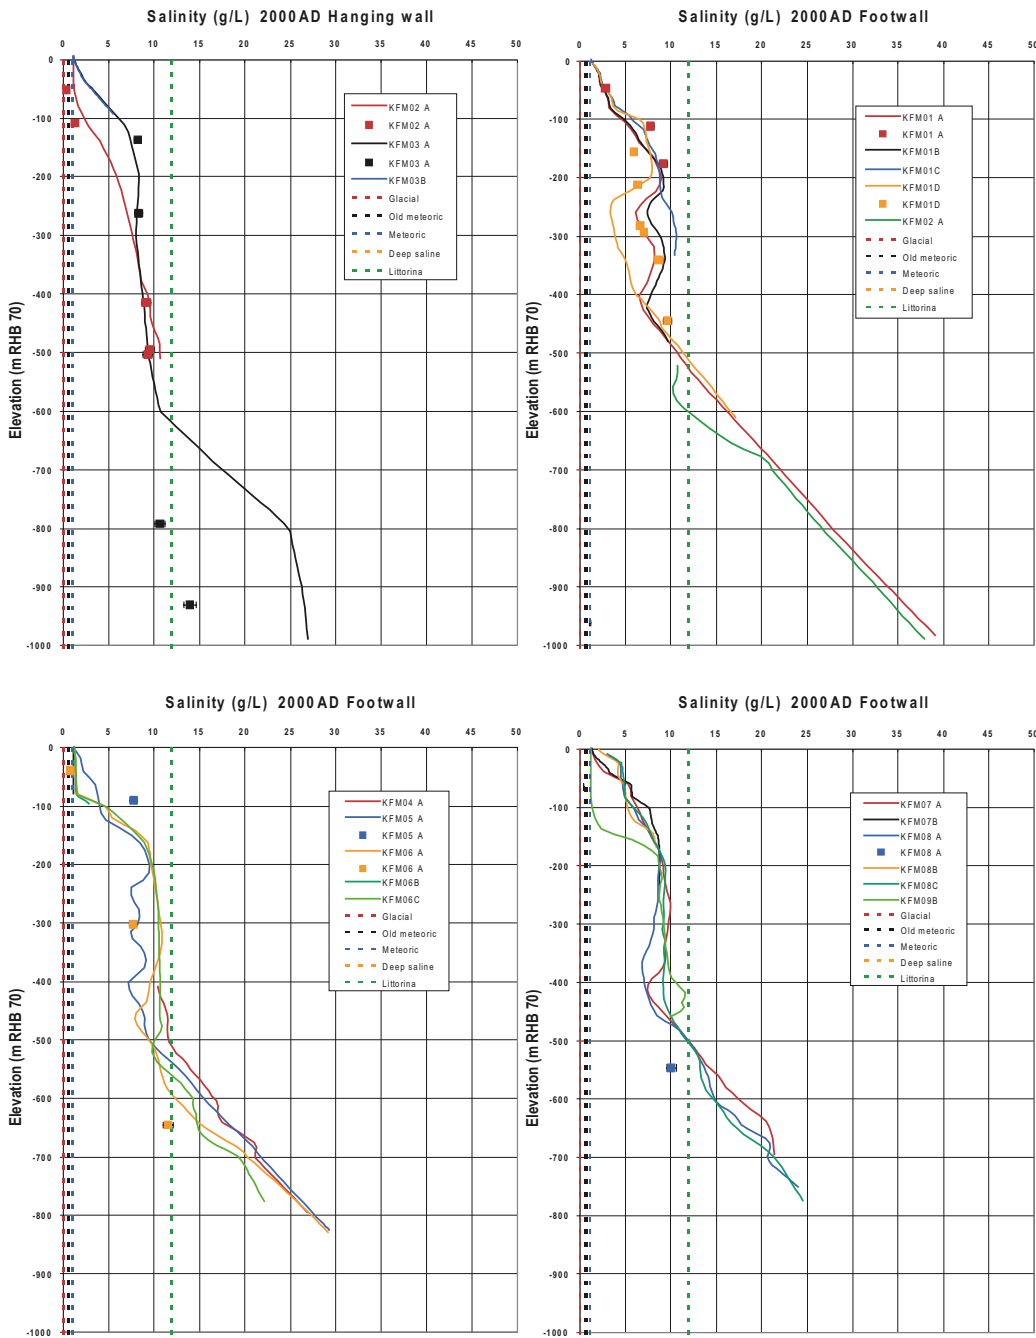 Salinity (g/L) 2000AD Hanging wall
0 5 10 15 20 25 30 35 40 45 50
0
-100
-200
-300
-400
-500
-600
-700
-800
-900
-1000
Elevation (m RHB 70)
KFM02 A
KFM02 A
KFM03 A
KFM03 A
KFM03B
Glacial
Old meteoric
Meteoric
Deep saline
Littorina
Salinity (g/L) 2000AD Footwall
0 5 10 15 20 25 30 35 40 45 50
0
-100
-200
-300
-400
-500
-600
-700
-800
-900
-1000
Elevation (m RHB 70)
KFM01 A
KFM01 A
KFM01B
KFM01C
KFM01D
KFM01D
KFM02 A
Glacial
Old meteoric
Meteoric
Deep saline
Littorina
Salinity (g/L) 2000AD Footwall
0 5 10 15 20 25 30 35 40 45 50
0
-100
-200
-300
-400
-500
-600
-700
-800
-900
-1000
Elevation (m RHB 70)
KFM04 A
KFM05 A
KFM05 A
KFM06 A
KFM06 A
KFM06B
KFM06C
Glacial
Old meteoric
Meteoric
Deep saline
Littorina
Salinity (g/L) 2000AD Footwall
0 5 10 15 20 25 30 35 40 45 50
0
-100
-200
-300
-400
-500
-600
-700
-800
-900
-1000
Elevation (m RHB 70)
KFM07 A
KFM07B
KFM08 A
KFM08 A
KFM08B
KFM08C
KFM09B
Glacial
Old meteoric
Meteoric
Deep saline
Littorina